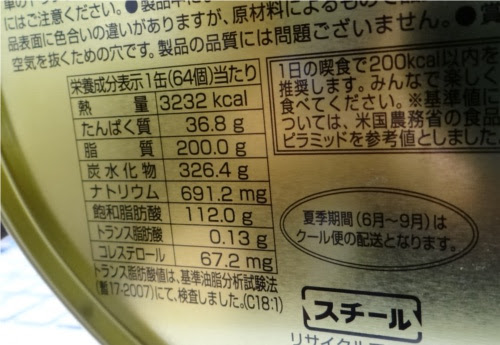 にはご注意ください。●製品
品表面に色合いの違いがありますが、原材料によるもので
空気を抜くための穴です。製品の品質には問題ございません。●
栄養成分表示1缶(64個)当たり
熱 量 3232 kcal
たんぱく質 36.8 g
脂 質 200.0 g
炭水化物 326.4 g
ナトリウム 691.2 mg
飽和脂肪酸 112.0 g
トランス脂肪酸 0.13 g
コレステロール 67.2 mg
トランス脂肪酸値は、基準油脂分析試験法
(暫17-2007)にて、検査しました。(C18:1)
1日の喫食で200kcal以内を
推奨します。みんなで楽しく
食べてください。※基準値に
ついては、米国農務省の食品
ピラミッドを参考値としました
夏季期間(6月～9月)は
クール便の配送となります。
スチール
リサイクル